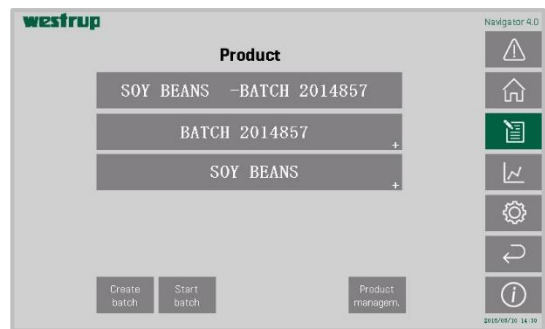 westrup
Navigator 4.0
Product
SOY BEANS -BATCH 2014857
BATCH 2014857
+
SOY BEANS
+
Create
batch
Start
batch
Product
managem.